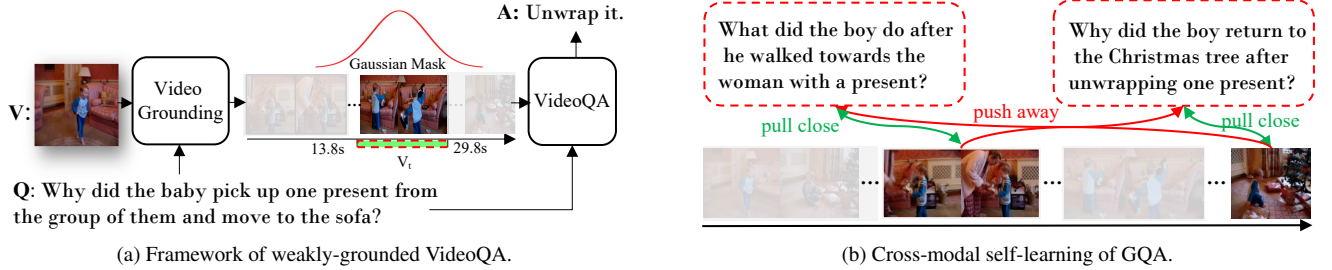 A: Unwrap it.
Gaussian Mask
V:
Video
Grounding
...
...
VideoQA
13.8s
29.8s
V_t
Q: Why did the baby pick up one present from
the group of them and move to the sofa?
(a) Framework of weakly-grounded VideoQA.
What did the boy do after
he walked towards the
woman with a present?
Why did the boy return to
the Christmas tree after
unwrapping one present?
push away
pull close
pull close
...
...
...
(b) Cross-modal self-learning of GQA.